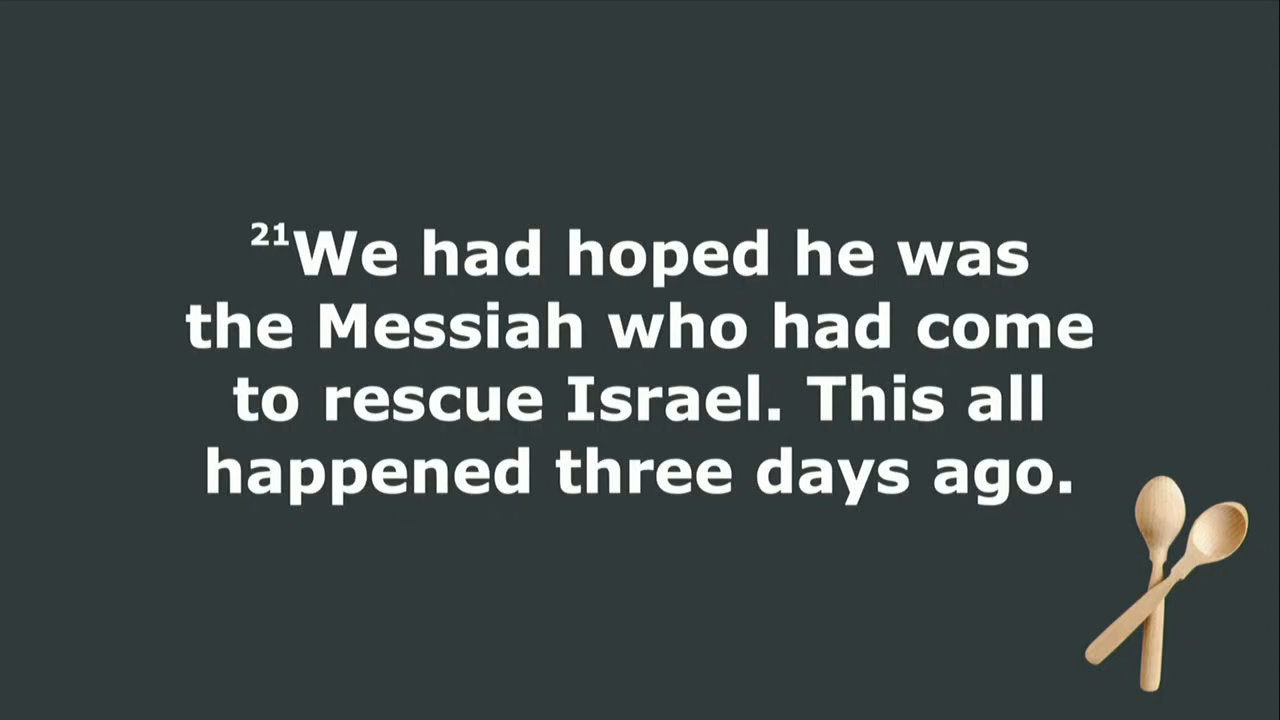 21We had hoped he was
the Messiah who had come
to rescue Israel. This all
happened three days ago.